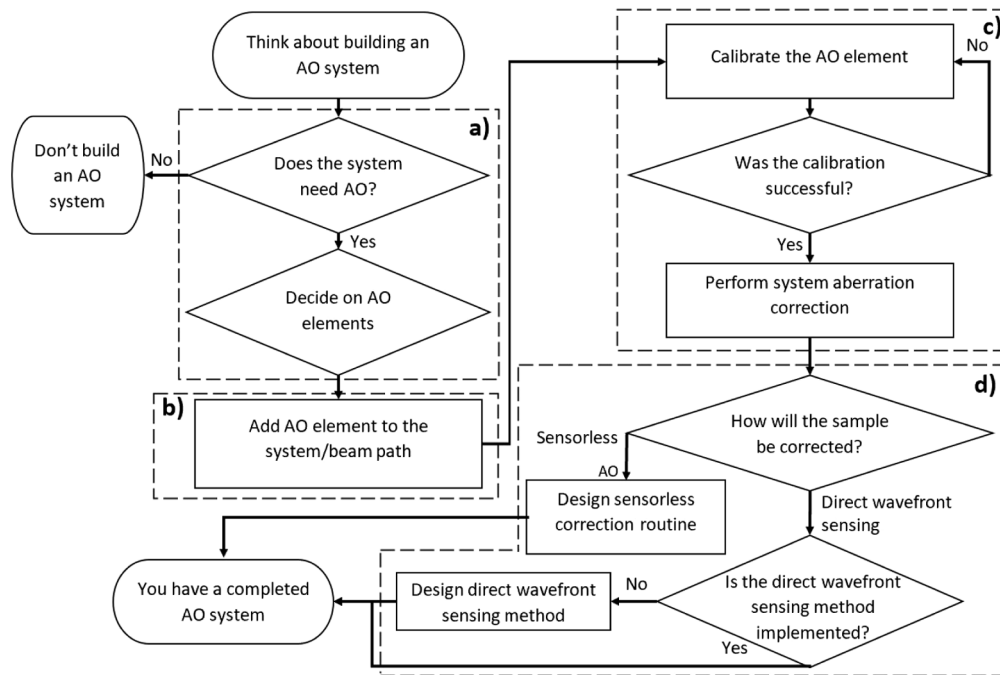 Think about building an
AO system
a)
Does the system
need AO?
No
Don't build
an AO
system
Yes
Decide on AO
elements
b)
Add AO element to the
system/beam path
c)
Calibrate the AO element
No
Was the calibration
successful?
Yes
Perform system aberration
correction
d)
How will the sample
be corrected?
Sensorless
AO
Design sensorless
correction routine
Direct wavefront
sensing
Is the direct wavefront
sensing method
implemented?
No
Design direct wavefront
sensing method
Yes
You have a completed
AO system